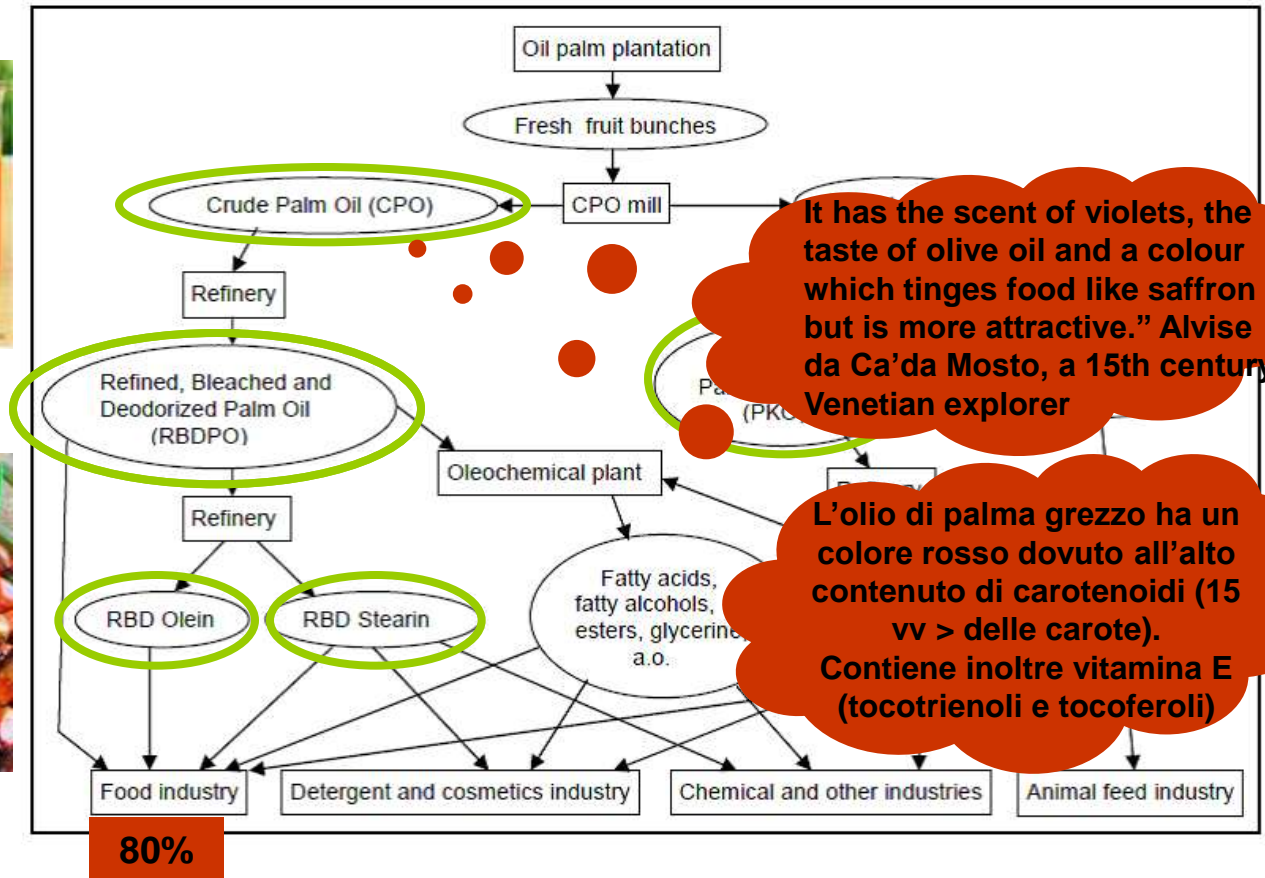 Oil palm plantation
Fresh fruit bunches
Crude Palm Oil (CPO)
CPO mill
It has the scent of violets, the
taste of olive oil and a colour
which tinges food like saffron
but is more attractive.” Alvise
da Ca’da Mosto, a 15th century
Venetian explorer
Refinery
Refined, Bleached and
Deodorized Palm Oil
(RBDPO)
(PKO)
Oleochemical plant
Refinery
L’olio di palma grezzo ha un
colore rosso dovuto all’alto
contenuto di carotenoidi (15
vv > delle carote).
Contiene inoltre vitamina E
(tocotrienoli e tocoferoli)
RBD Olein
RBD Stearin
Fatty acids,
fatty alcohols,
esters, glycerine,
a.o.
Food industry
Detergent and cosmetics industry
Chemical and other industries
Animal feed industry
80%